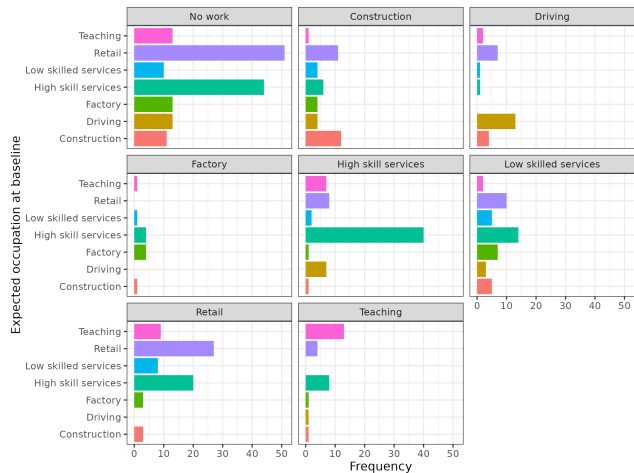 No work
Construction
Driving
Teaching
Retail
Low skilled services
High skill services
Factory
Driving
Construction
Factory
High skill services
Low skilled services
Teaching
Retail
Low skilled services
High skill services
Factory
Driving
Construction
0 10 20 30 40 50
Retail
Teaching
Teaching
Retail
Low skilled services
High skill services
Factory
Driving
Construction
0 10 20 30 40 50
0 10 20 30 40 50
Frequency
Expected occupation at baseline